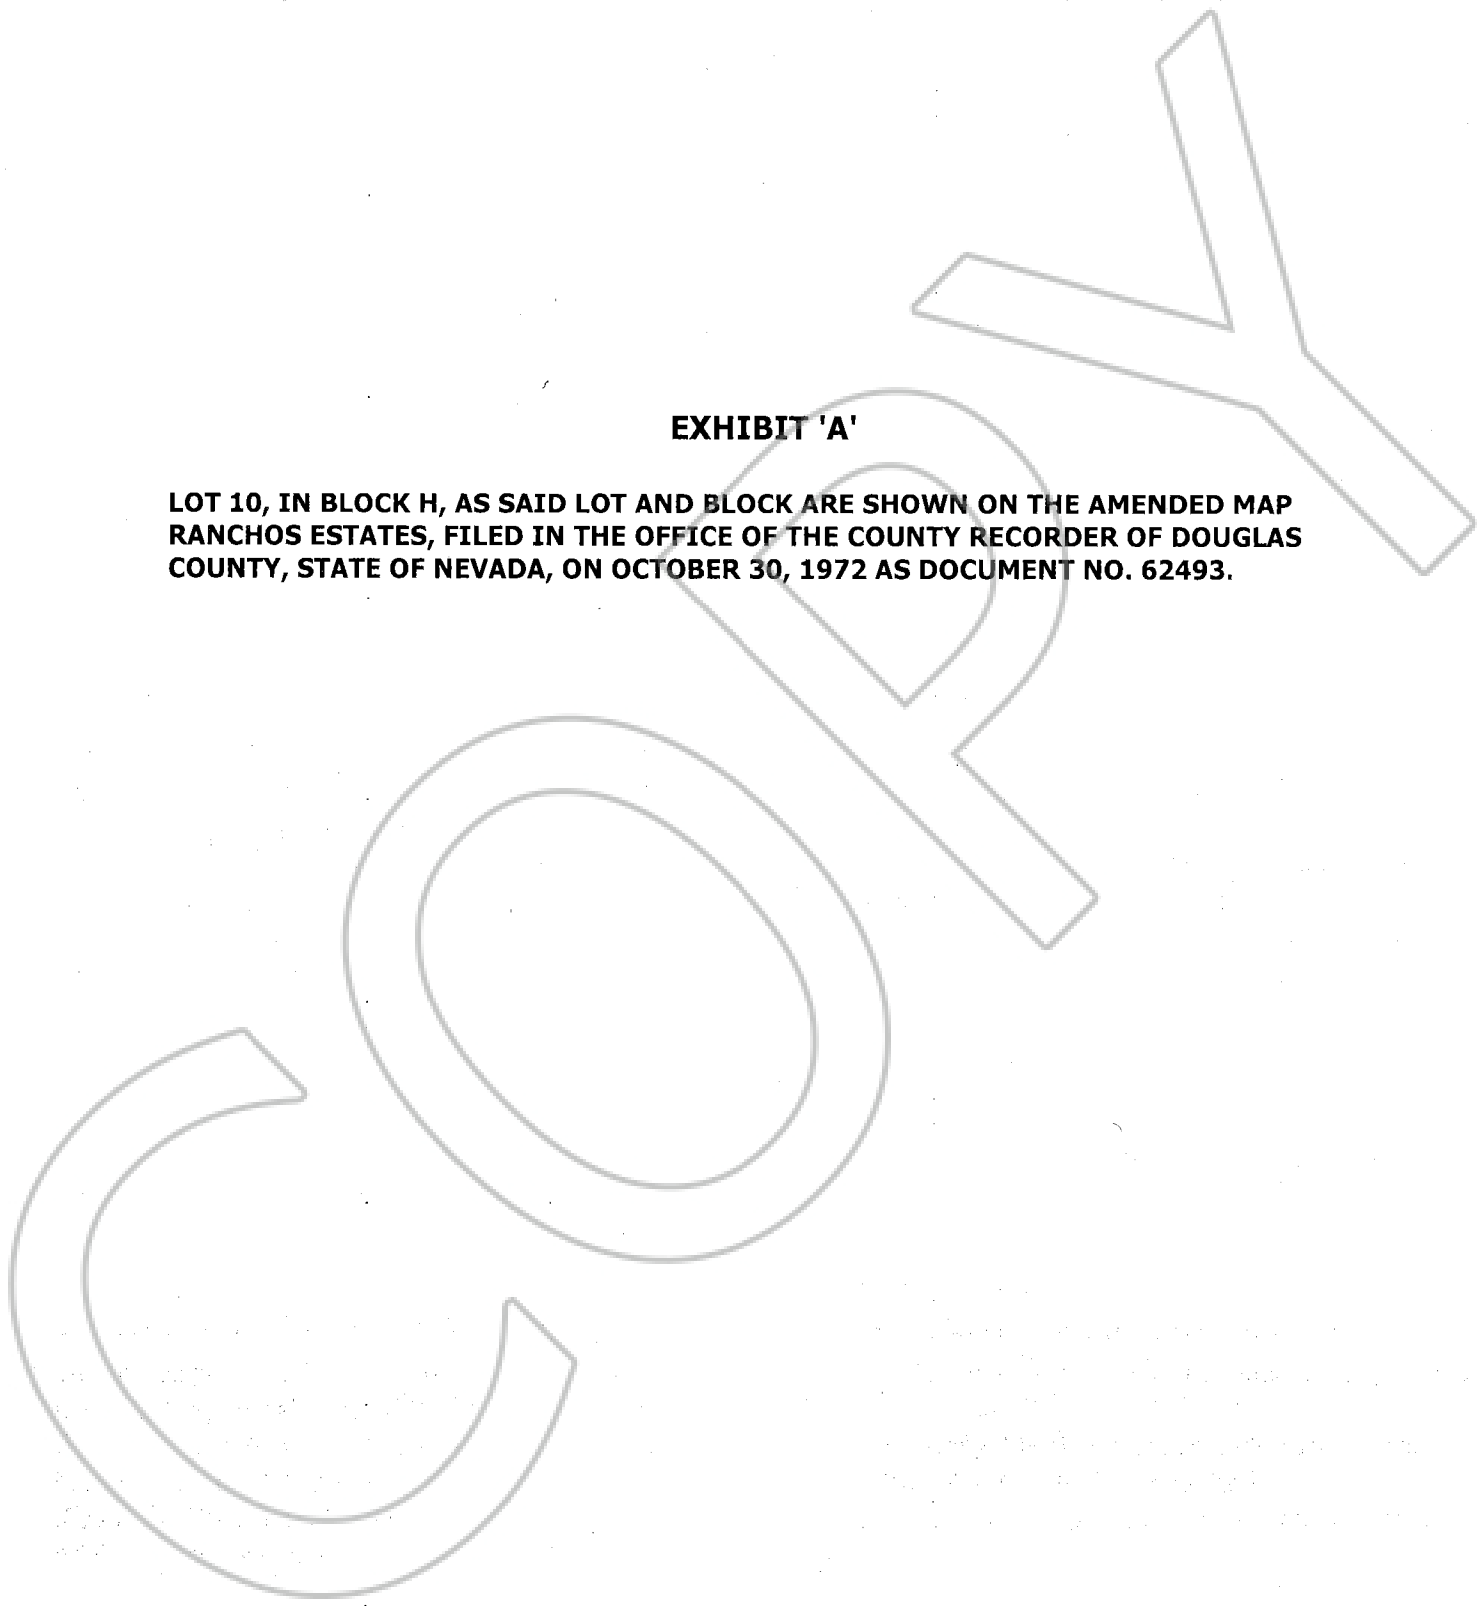 EXHIBIT 'A'
LOT 10, IN BLOCK H, AS SAID LOT AND BLOCK ARE SHOWN ON THE AMENDED MAP
RANCHOS ESTATES, FILED IN THE OFFICE OF THE COUNTY RECORDER OF DOUGLAS
COUNTY, STATE OF NEVADA, ON OCTOBER 30, 1972 AS DOCUMENT NO. 62493.
COPY